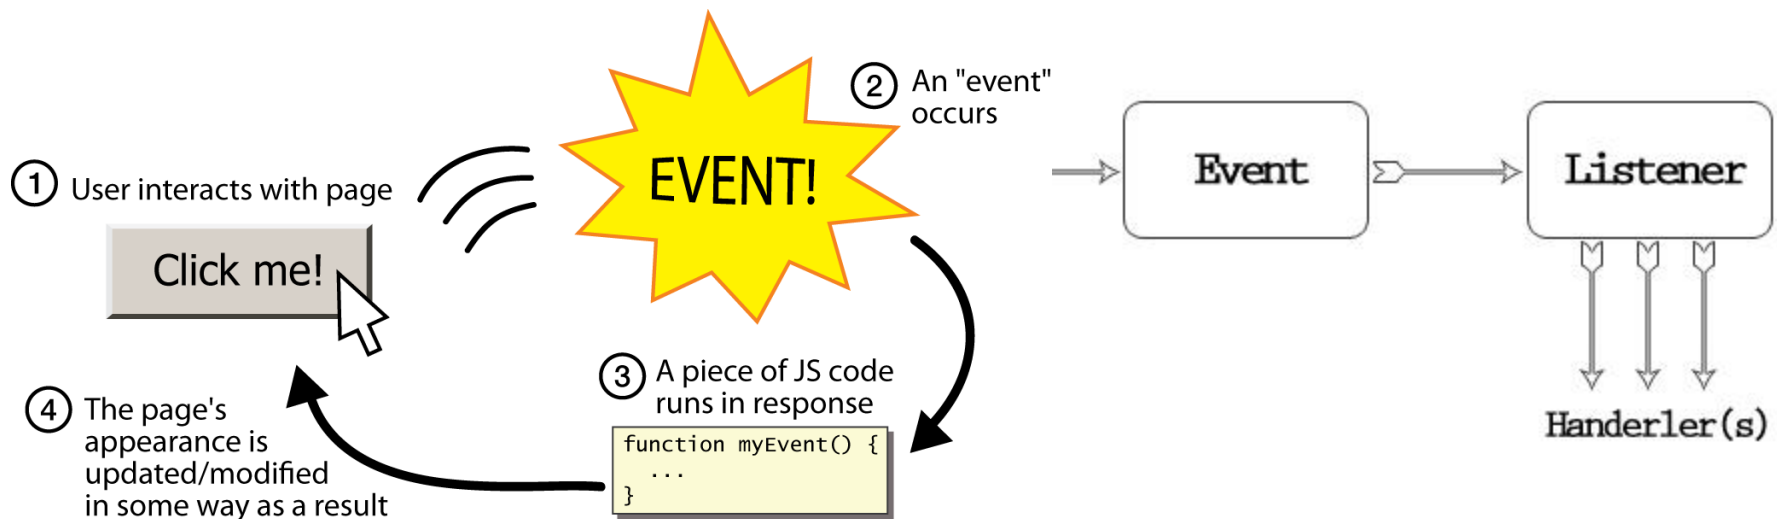 1 User interacts with page
Click me!
EVENT!
2 An "event"
occurs
3 A piece of JS code
runs in response
function myEvent() {
...
}
4 The page's
appearance is
updated/modified
in some way as a result
Event
Listener
Handerler(s)